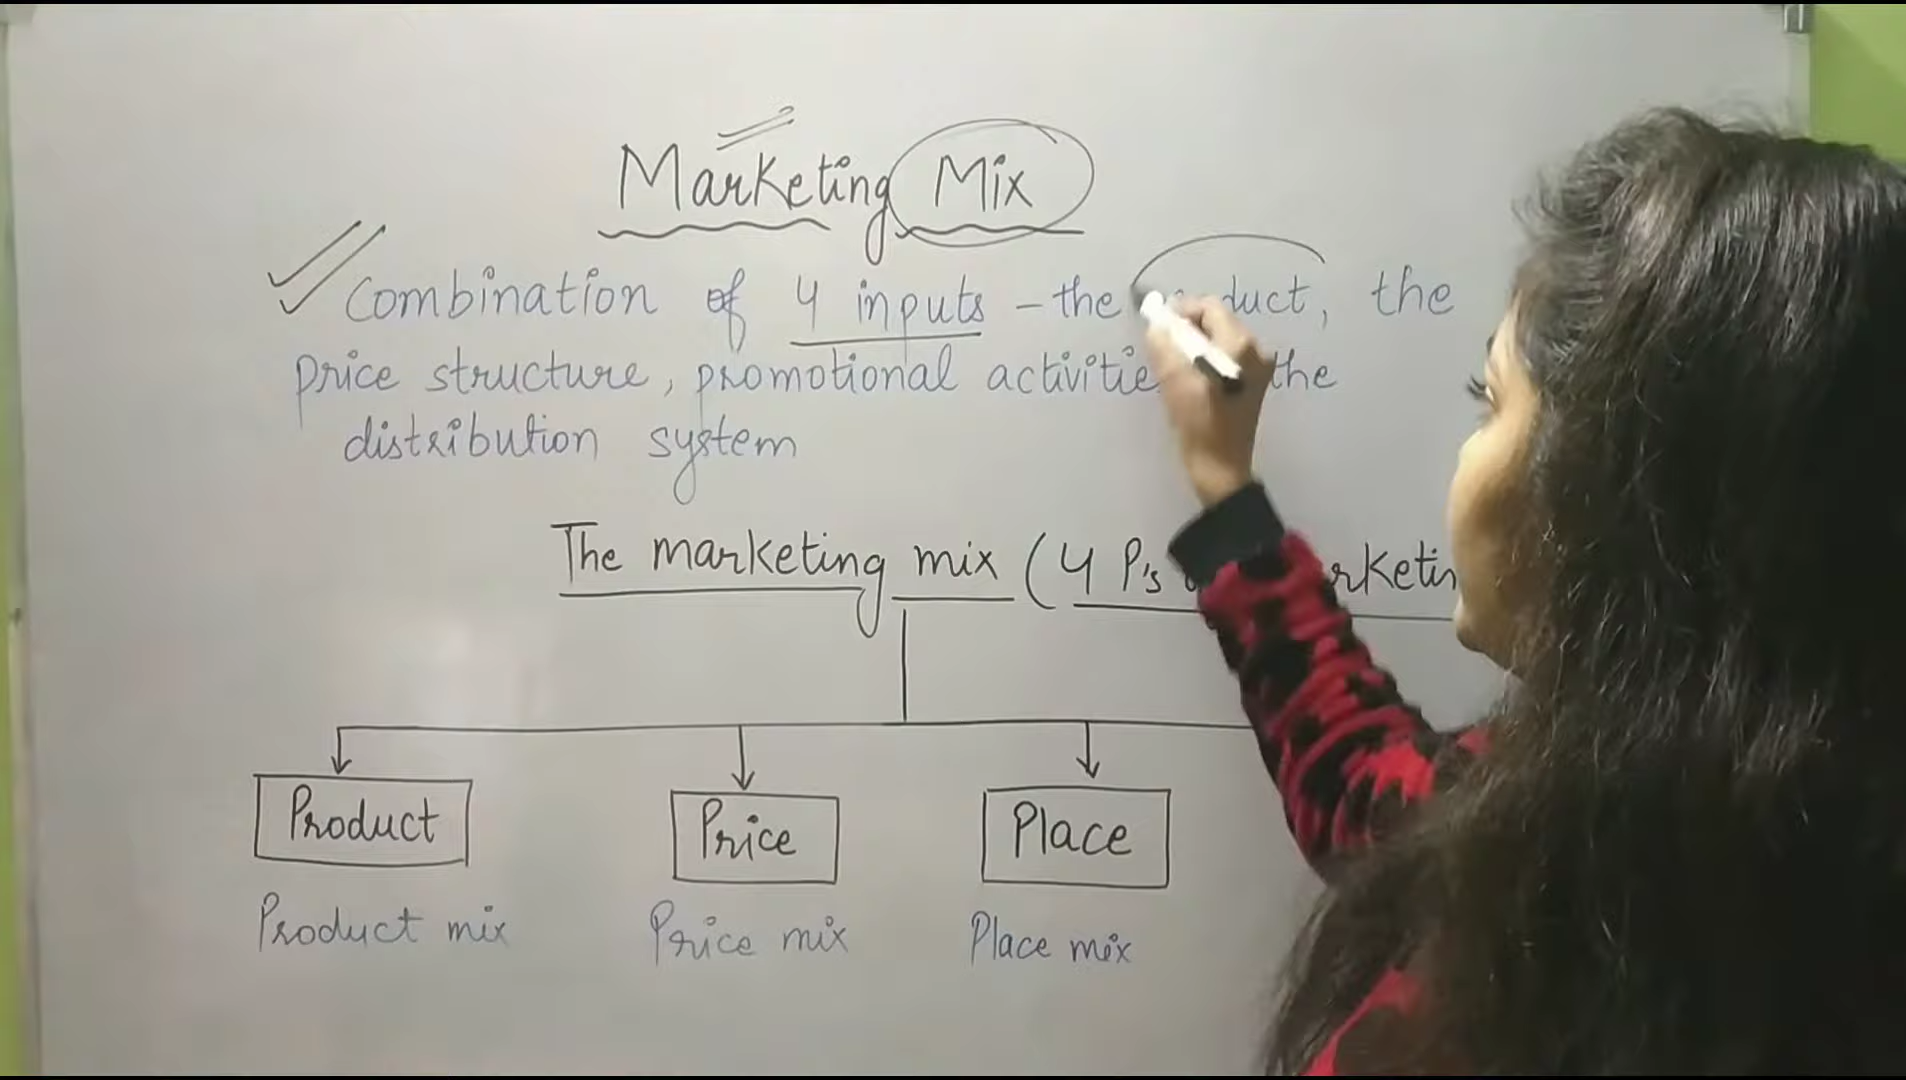 Marketing Mix
Combination of 4 inputs - the duct, the
price structure, promotional activitie the
distribution system
The marketing mix (4 P's rketin
Product Price Place
Product mix Price mix Place mix